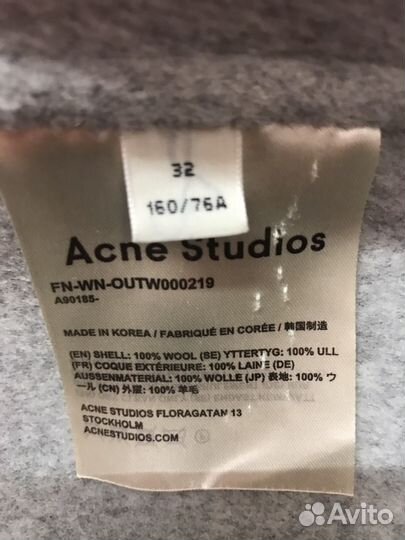 32
160/76A
Acne Studios
FN-WN-OUTW000219
A90185-
MADE IN KOREA / FABRIQUÉ EN CORÉE / 韩国制造
(EN) SHELL: 100% WOOL (SE) YTTERTYG: 100% ULL
(FR) COQUE EXTÉRIEURE: 100% LAINE (DE)
AUSSENMATERIAL: 100% WOLLE (JP) 表地: 100% ウ
ール (CN) 外层: 100% 羊毛
ACNE STUDIOS FLORAGATAN 13
STOCKHOLM
ACNESTUDIOS.COM
Avito